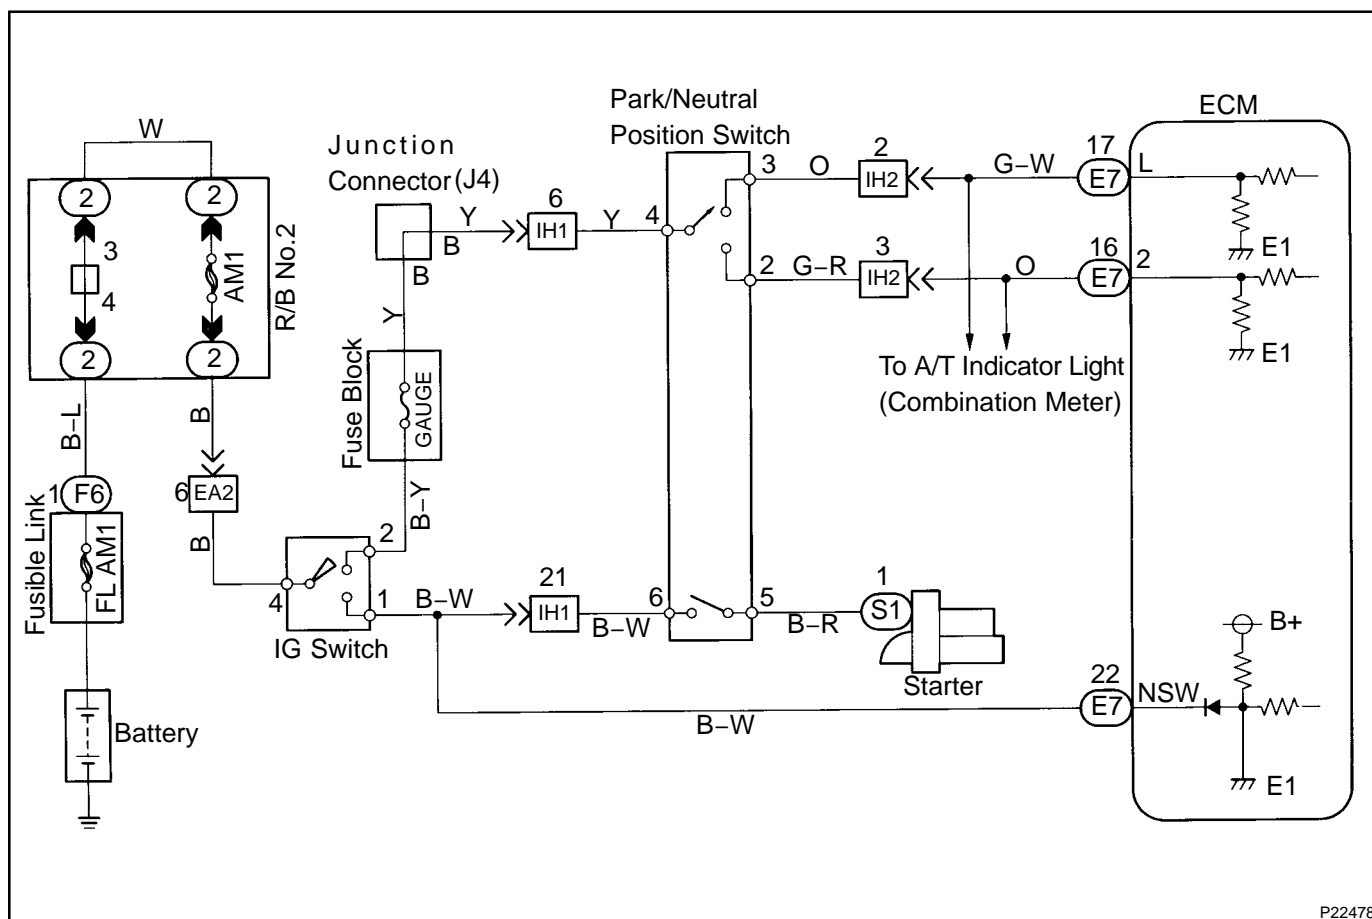 W
2
2
3
4
AM1
R/B No.2
2
2
B–L
B
1
F6
6
EA2
Fusible Link
FL AM1
B
Battery
Junction
Connector (J4)
Y
B
B
Y
Fuse Block
GAUGE
B–Y
2
4
1
IG Switch
6
IH1
Y
B–W
21
IH1
B–W
Park/Neutral
Position Switch
4
3
2
6
5
O
2
IH2
G–W
G–R
3
IH2
O
To A/T Indicator Light
(Combination Meter)
B–R
1
S1
Starter
B–W
ECM
17
E7
L
E1
16
E7
2
E1
B+
22
E7
NSW
E1
P22478